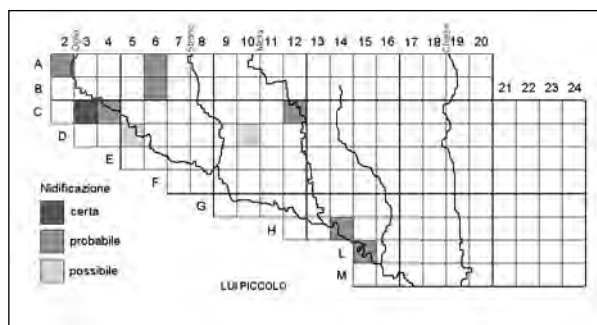 2 3 4 5 6 7 8 9 10 11 12 13 14 15 16 17 18 19 20
A
B
21 22 23 24
C
D
E
F
G
H
L
M
Nidificazione
certa
probabile
possibile
LUI PICCOLO